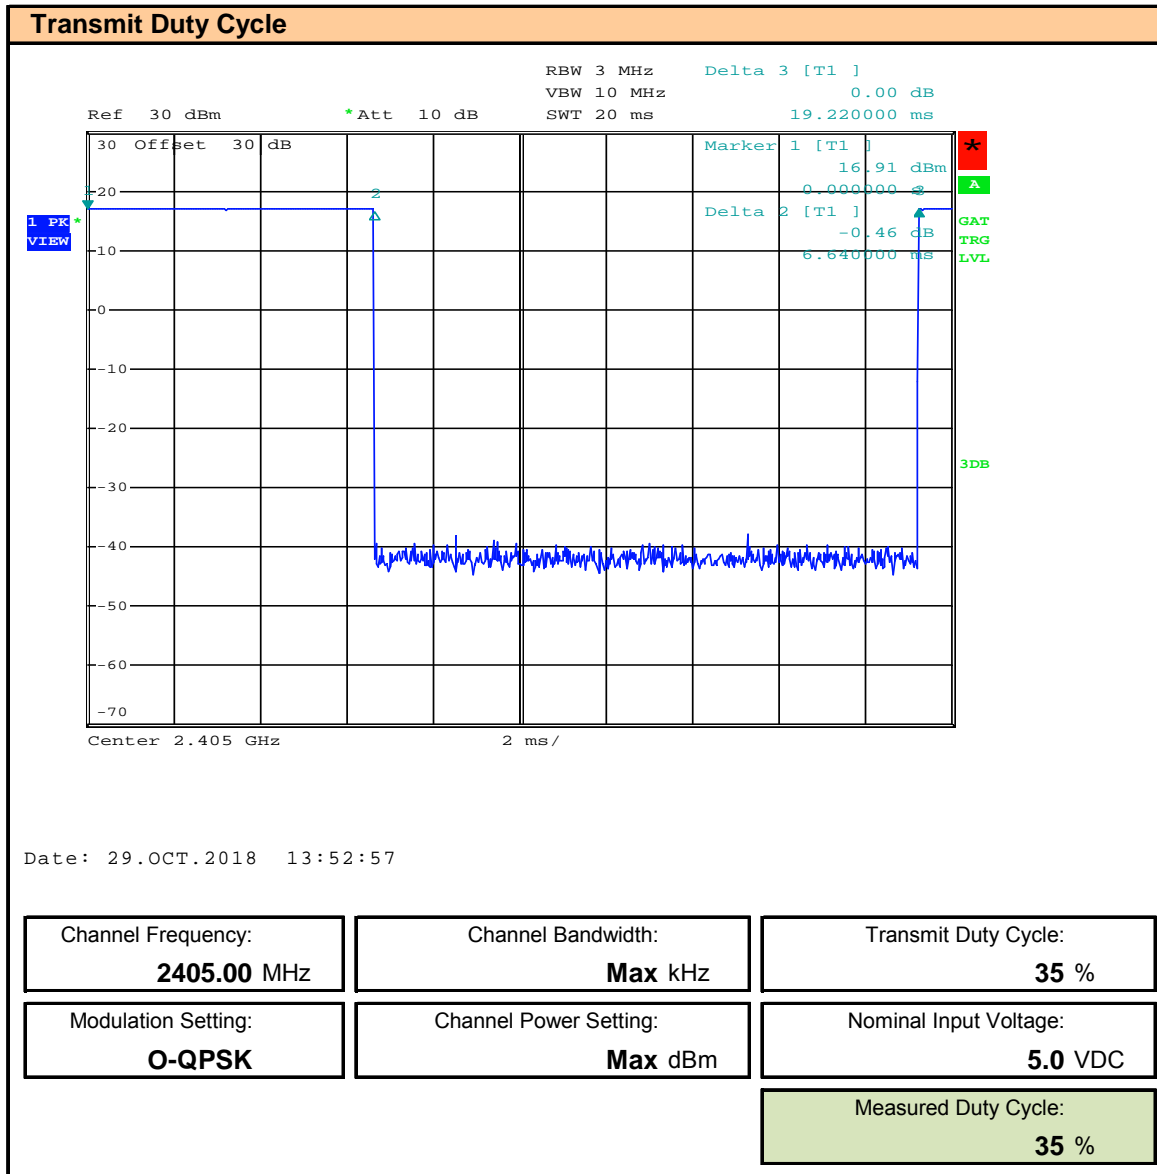 Transmit Duty Cycle
RBW 3 MHz Delta 3 [T1 ]
VBW 10 MHz 0.00 dB
Ref 30 dBm *Att 10 dB SWT 20 ms 19.220000 ms
30 Offset 30 dB Marker 1 [T1 ]
*
16.91 dBm
A
1 20 2 0.000000 s 3
1 PK * Delta 2 [T1 ] GAT
VIEW -0.46 dB TRG
10 6.640000 ms LVL
0
-10
-20
-30 3DB
-40
-50
-60
-70
Center 2.405 GHz 2 ms/
Date: 29.OCT.2018 13:52:57
Channel Frequency: Channel Bandwidth: Transmit Duty Cycle:
2405.00 MHz Max kHz 35 %
Modulation Setting: Channel Power Setting: Nominal Input Voltage:
O-QPSK Max dBm 5.0 VDC
Measured Duty Cycle:
35 %